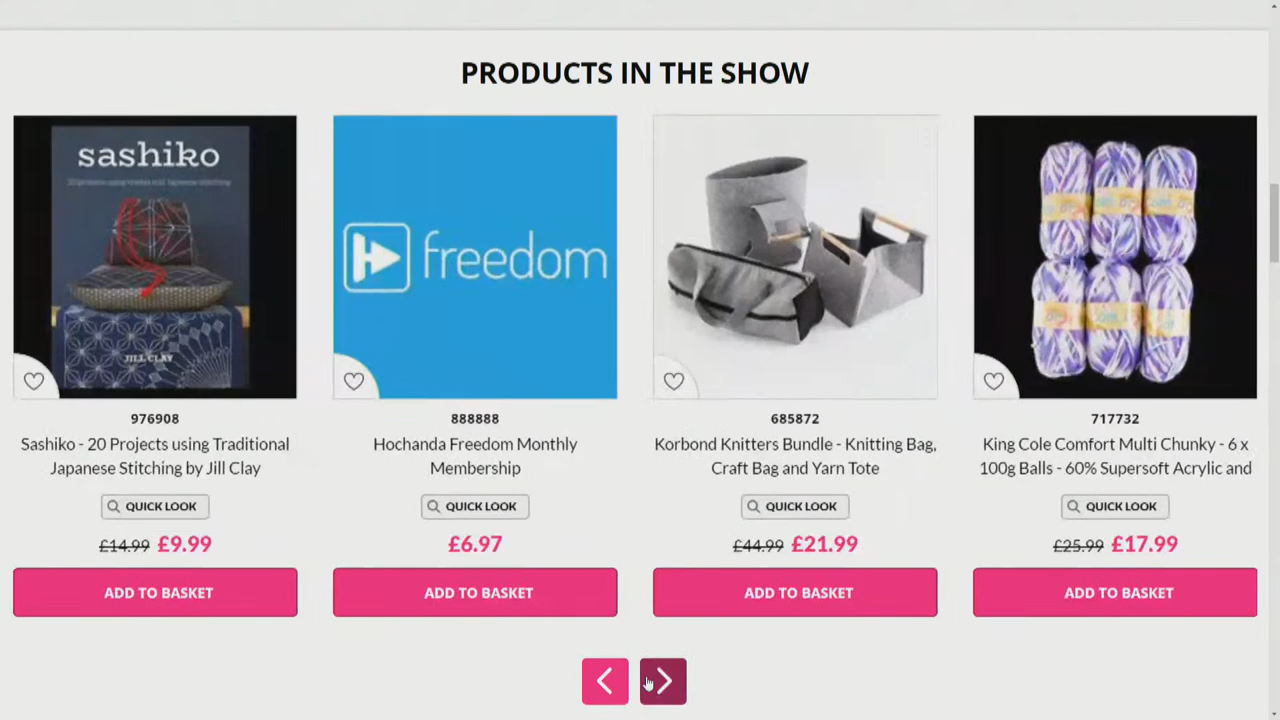 PRODUCTS IN THE SHOW
sashiko
JILL CLAY
freedom
976908
888888
685872
717732
Sashiko - 20 Projects using Traditional
Japanese Stitching by Jill Clay
Hochanda Freedom Monthly
Membership
Korbond Knitters Bundle - Knitting Bag,
Craft Bag and Yarn Tote
King Cole Comfort Multi Chunky - 6 x
100g Balls - 60% Supersoft Acrylic and
QUICK LOOK
QUICK LOOK
QUICK LOOK
QUICK LOOK
£14.99 £9.99
£6.97
£44.99 £21.99
£25.99 £17.99
ADD TO BASKET
ADD TO BASKET
ADD TO BASKET
ADD TO BASKET